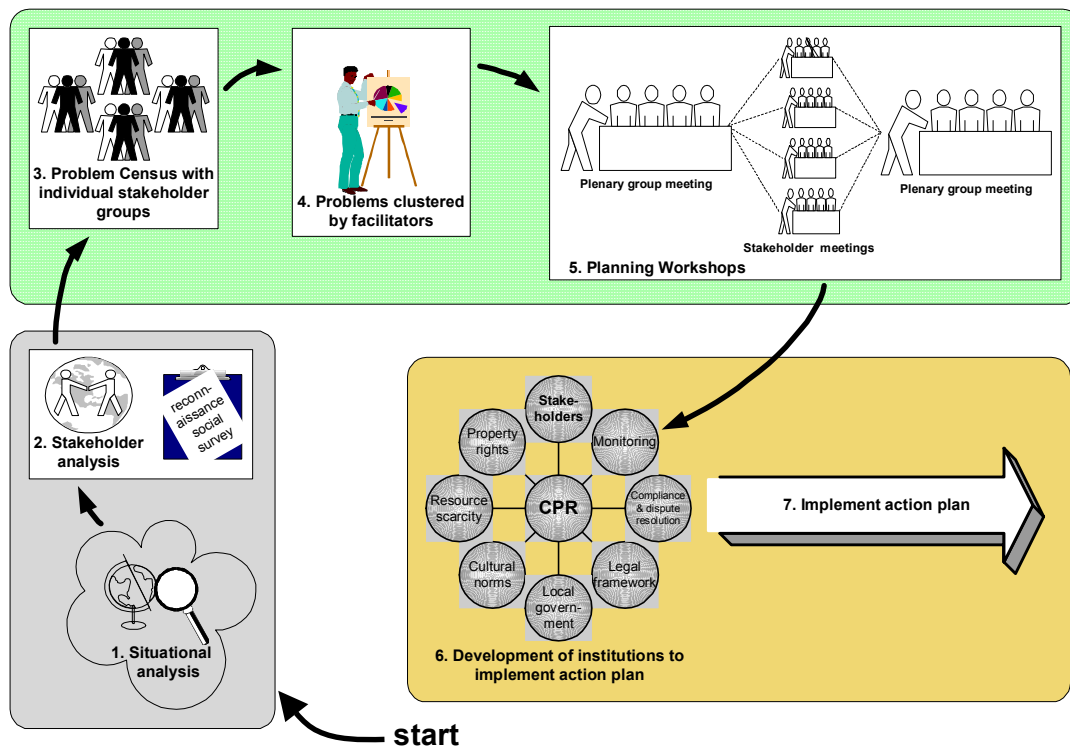 3. Problem Census with
individual stakeholder
groups
4. Problems clustered
by facilitators
Plenary group meeting
Stakeholder meetings
Plenary group meeting
5. Planning Workshops
reconn-
aissance
social
survey
2. Stakeholder
analysis
1. Situational
analysis
start
Stake-
holders
Property
rights
Monitoring
Resource
scarcity
CPR
Compliance
& dispute
resolution
Cultural
norms
Legal
framework
Local
govern-
ment
6. Development of institutions to
implement action plan
7. Implement action plan